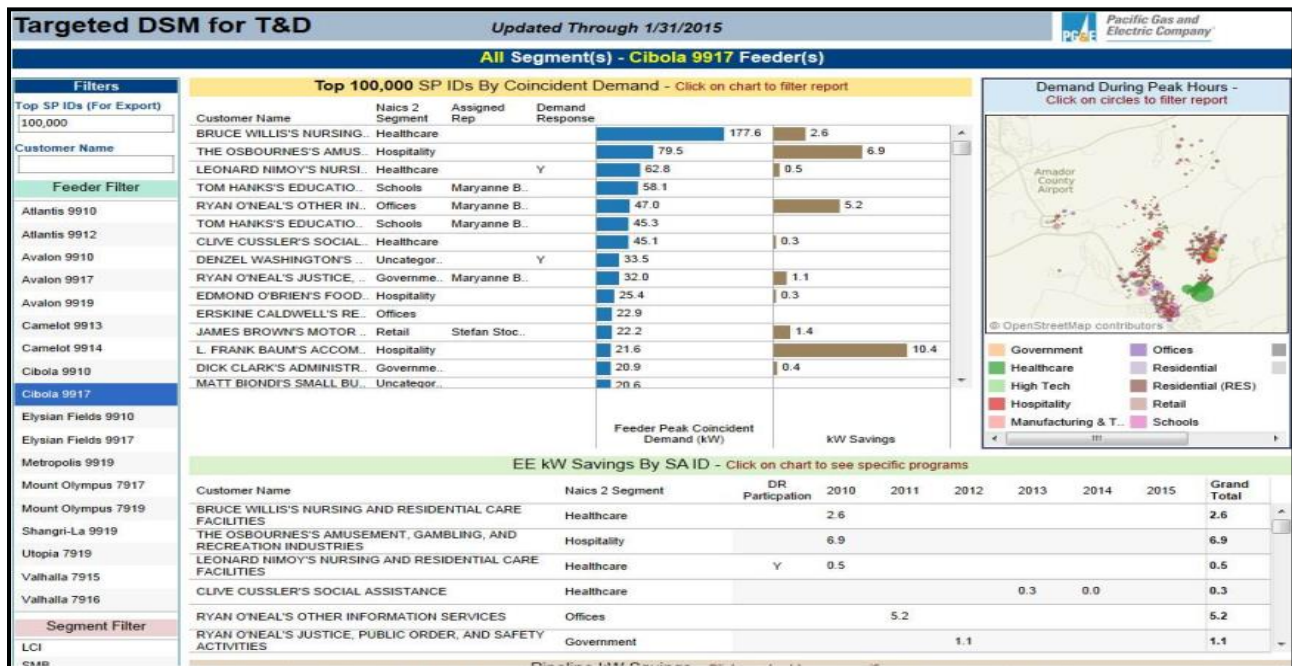 Targeted DSM for T&D
Updated Through 1/31/2015
PG&E
Pacific Gas and
Electric Company
All Segment(s) - Cibola 9917 Feeder(s)
Filters
Top SP IDs (For Export)
100,000
Customer Name
Feeder Filter
Atlantis 9910
Atlantis 9912
Avalon 9910
Avalon 9917
Avalon 9919
Camelot 9913
Camelot 9914
Cibola 9910
Cibola 9917
Elysian Fields 9910
Elysian Fields 9917
Metropolis 9919
Mount Olympus 7917
Mount Olympus 7919
Shangri-La 9919
Utopia 7919
Valhalla 7915
Valhalla 7916
Segment Filter
LCI
SMB
Top 100,000 SP IDs By Coincident Demand - Click on chart to filter report
Customer Name Naics 2 Segment Assigned Rep Demand Response
BRUCE WILLIS'S NURSING.. Healthcare 177.6 2.6
THE OSBOURNES'S AMUS.. Hospitality 79.5 6.9
LEONARD NIMOY'S NURSI.. Healthcare Y 62.8 0.5
TOM HANKS'S EDUCATIO.. Schools Maryanne B.. 58.1
RYAN O'NEAL'S OTHER IN.. Offices Maryanne B.. 47.0 5.2
TOM HANKS'S EDUCATIO.. Schools Maryanne B.. 45.3
CLIVE CUSSLER'S SOCIAL.. Healthcare 45.1 0.3
DENZEL WASHINGTON'S .. Uncategor.. Y 33.5
RYAN O'NEAL'S JUSTICE, .. Governme.. Maryanne B.. 32.0 1.1
EDMOND O'BRIEN'S FOOD.. Hospitality 25.4 0.3
ERSKINE CALDWELL'S RE.. Offices 22.9
JAMES BROWN'S MOTOR .. Retail Stefan Stoc.. 22.2 1.4
L. FRANK BAUM'S ACCOM.. Hospitality 21.6 10.4
DICK CLARK'S ADMINISTR.. Governme.. 20.9 0.4
MATT BIONDI'S SMALL BU.. Uncategor.. 20.6
Feeder Peak Coincident
Demand (kW)
kW Savings
Demand During Peak Hours -
Click on circles to filter report
Amador
County
Airport
© OpenStreetMap contributors
Government Offices
Healthcare Residential
High Tech Residential (RES)
Hospitality Retail
Manufacturing & T.. Schools
EE kW Savings By SA ID - Click on chart to see specific programs
Customer Name Naics 2 Segment DR Particpation 2010 2011 2012 2013 2014 2015 Grand Total
BRUCE WILLIS'S NURSING AND RESIDENTIAL CARE
FACILITIES Healthcare 2.6 2.6
THE OSBOURNES'S AMUSEMENT, GAMBLING, AND
RECREATION INDUSTRIES Hospitality 6.9 6.9
LEONARD NIMOY'S NURSING AND RESIDENTIAL CARE
FACILITIES Healthcare Y 0.5 0.5
CLIVE CUSSLER'S SOCIAL ASSISTANCE Healthcare 0.3 0.0 0.3
RYAN O'NEAL'S OTHER INFORMATION SERVICES Offices 5.2 5.2
RYAN O'NEAL'S JUSTICE, PUBLIC ORDER, AND SAFETY
ACTIVITIES Government 1.1 1.1